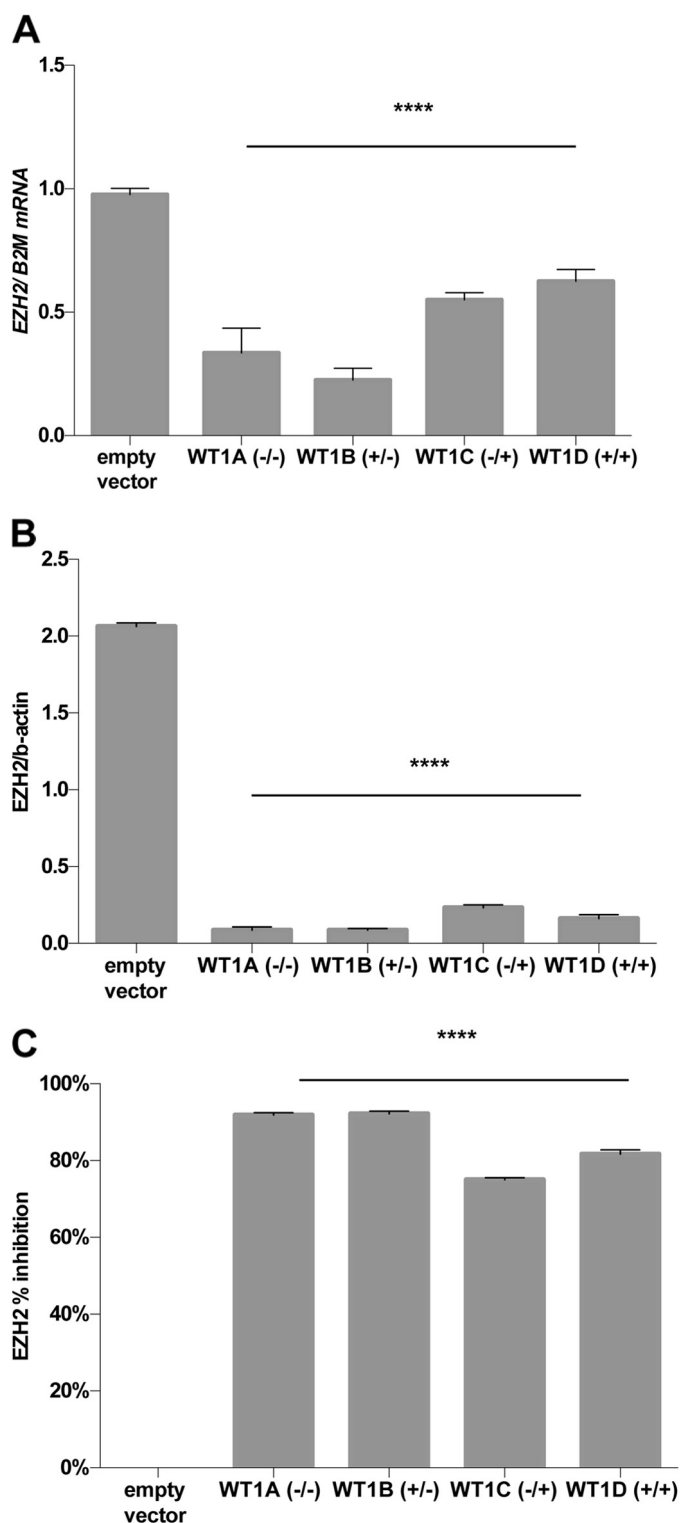 A
1.5
****
1.0
EZH2/ B2M mRNA
0.5
0.0
empty vector
WT1A (-/-)
WT1B (+/-)
WT1C (-/+)
WT1D (+/+)
B
2.5
2.0
EZH2/b-actin
1.5
1.0
****
0.5
0.0
empty vector
WT1A (-/-)
WT1B (+/-)
WT1C (-/+)
WT1D (+/+)
C
****
100%
80%
EZH2 % inhibition
60%
40%
20%
0%
empty vector
WT1A (-/-)
WT1B (+/-)
WT1C (-/+)
WT1D (+/+)